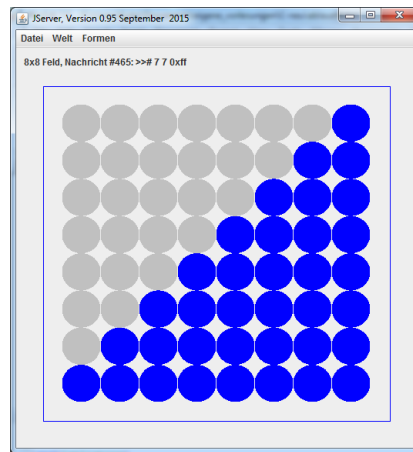 JServer, Version 0.95 September 2015
Datei Welt Formen
8x8 Feld, Nachricht #465: >># 7 7 0xff